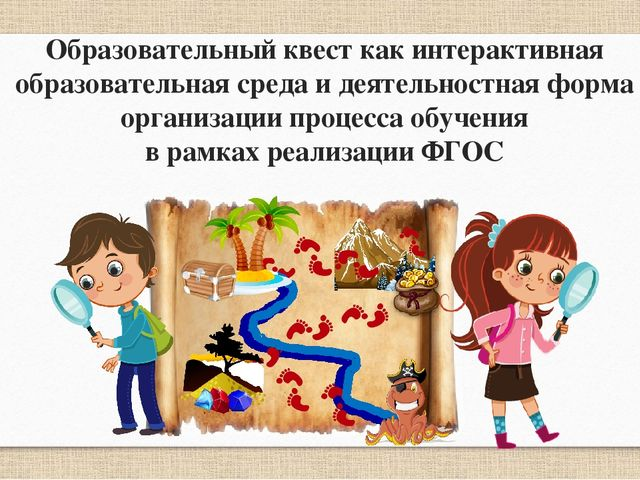 Образовательный квест как интерактивная
образовательная среда и деятельностная форма
организации процесса обучения
в рамках реализации ФГОС